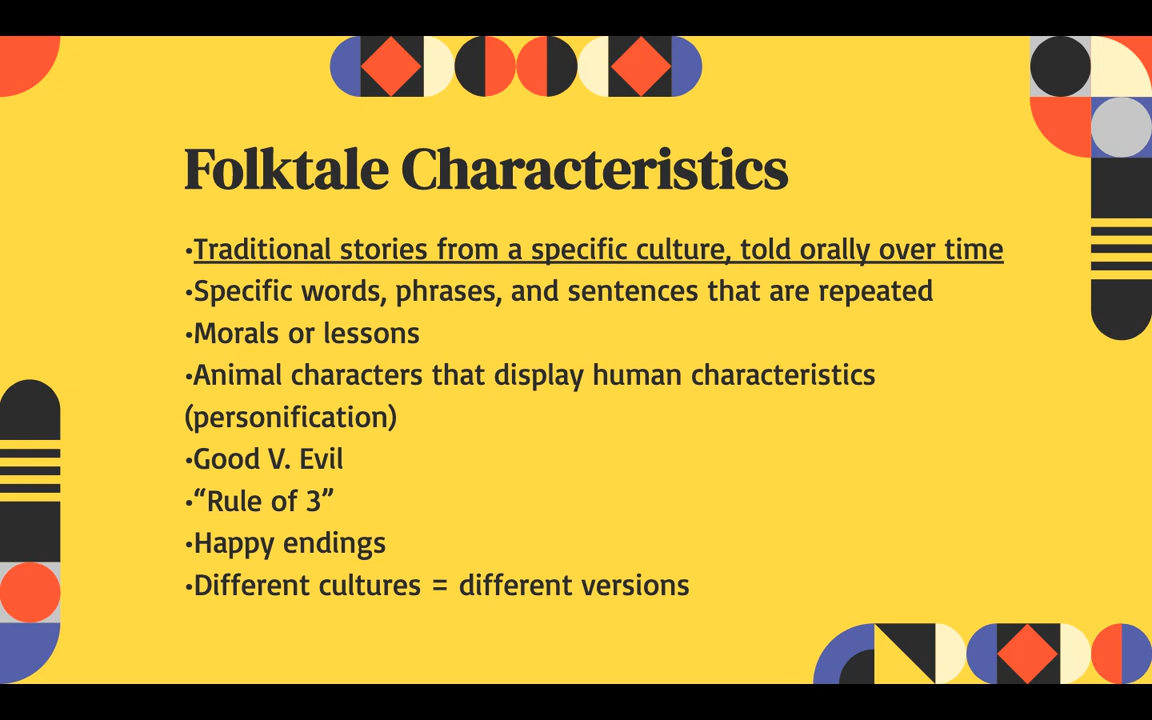 Folktale Characteristics
•Traditional stories from a specific culture, told orally over time
•Specific words, phrases, and sentences that are repeated
•Morals or lessons
•Animal characters that display human characteristics
(personification)
•Good V. Evil
•“Rule of 3”
•Happy endings
•Different cultures = different versions